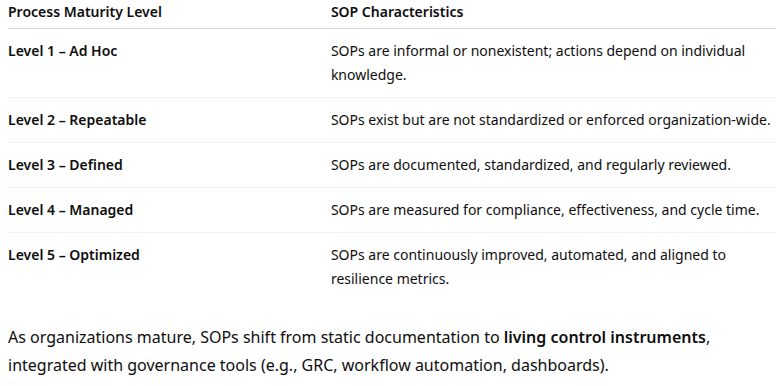 Process Maturity Level SOP Characteristics
Level 1 – Ad Hoc SOPs are informal or nonexistent; actions depend on individual
knowledge.
Level 2 – Repeatable SOPs exist but are not standardized or enforced organization-wide.
Level 3 – Defined SOPs are documented, standardized, and regularly reviewed.
Level 4 – Managed SOPs are measured for compliance, effectiveness, and cycle time.
Level 5 – Optimized SOPs are continuously improved, automated, and aligned to
resilience metrics.
As organizations mature, SOPs shift from static documentation to living control instruments,
integrated with governance tools (e.g., GRC, workflow automation, dashboards).